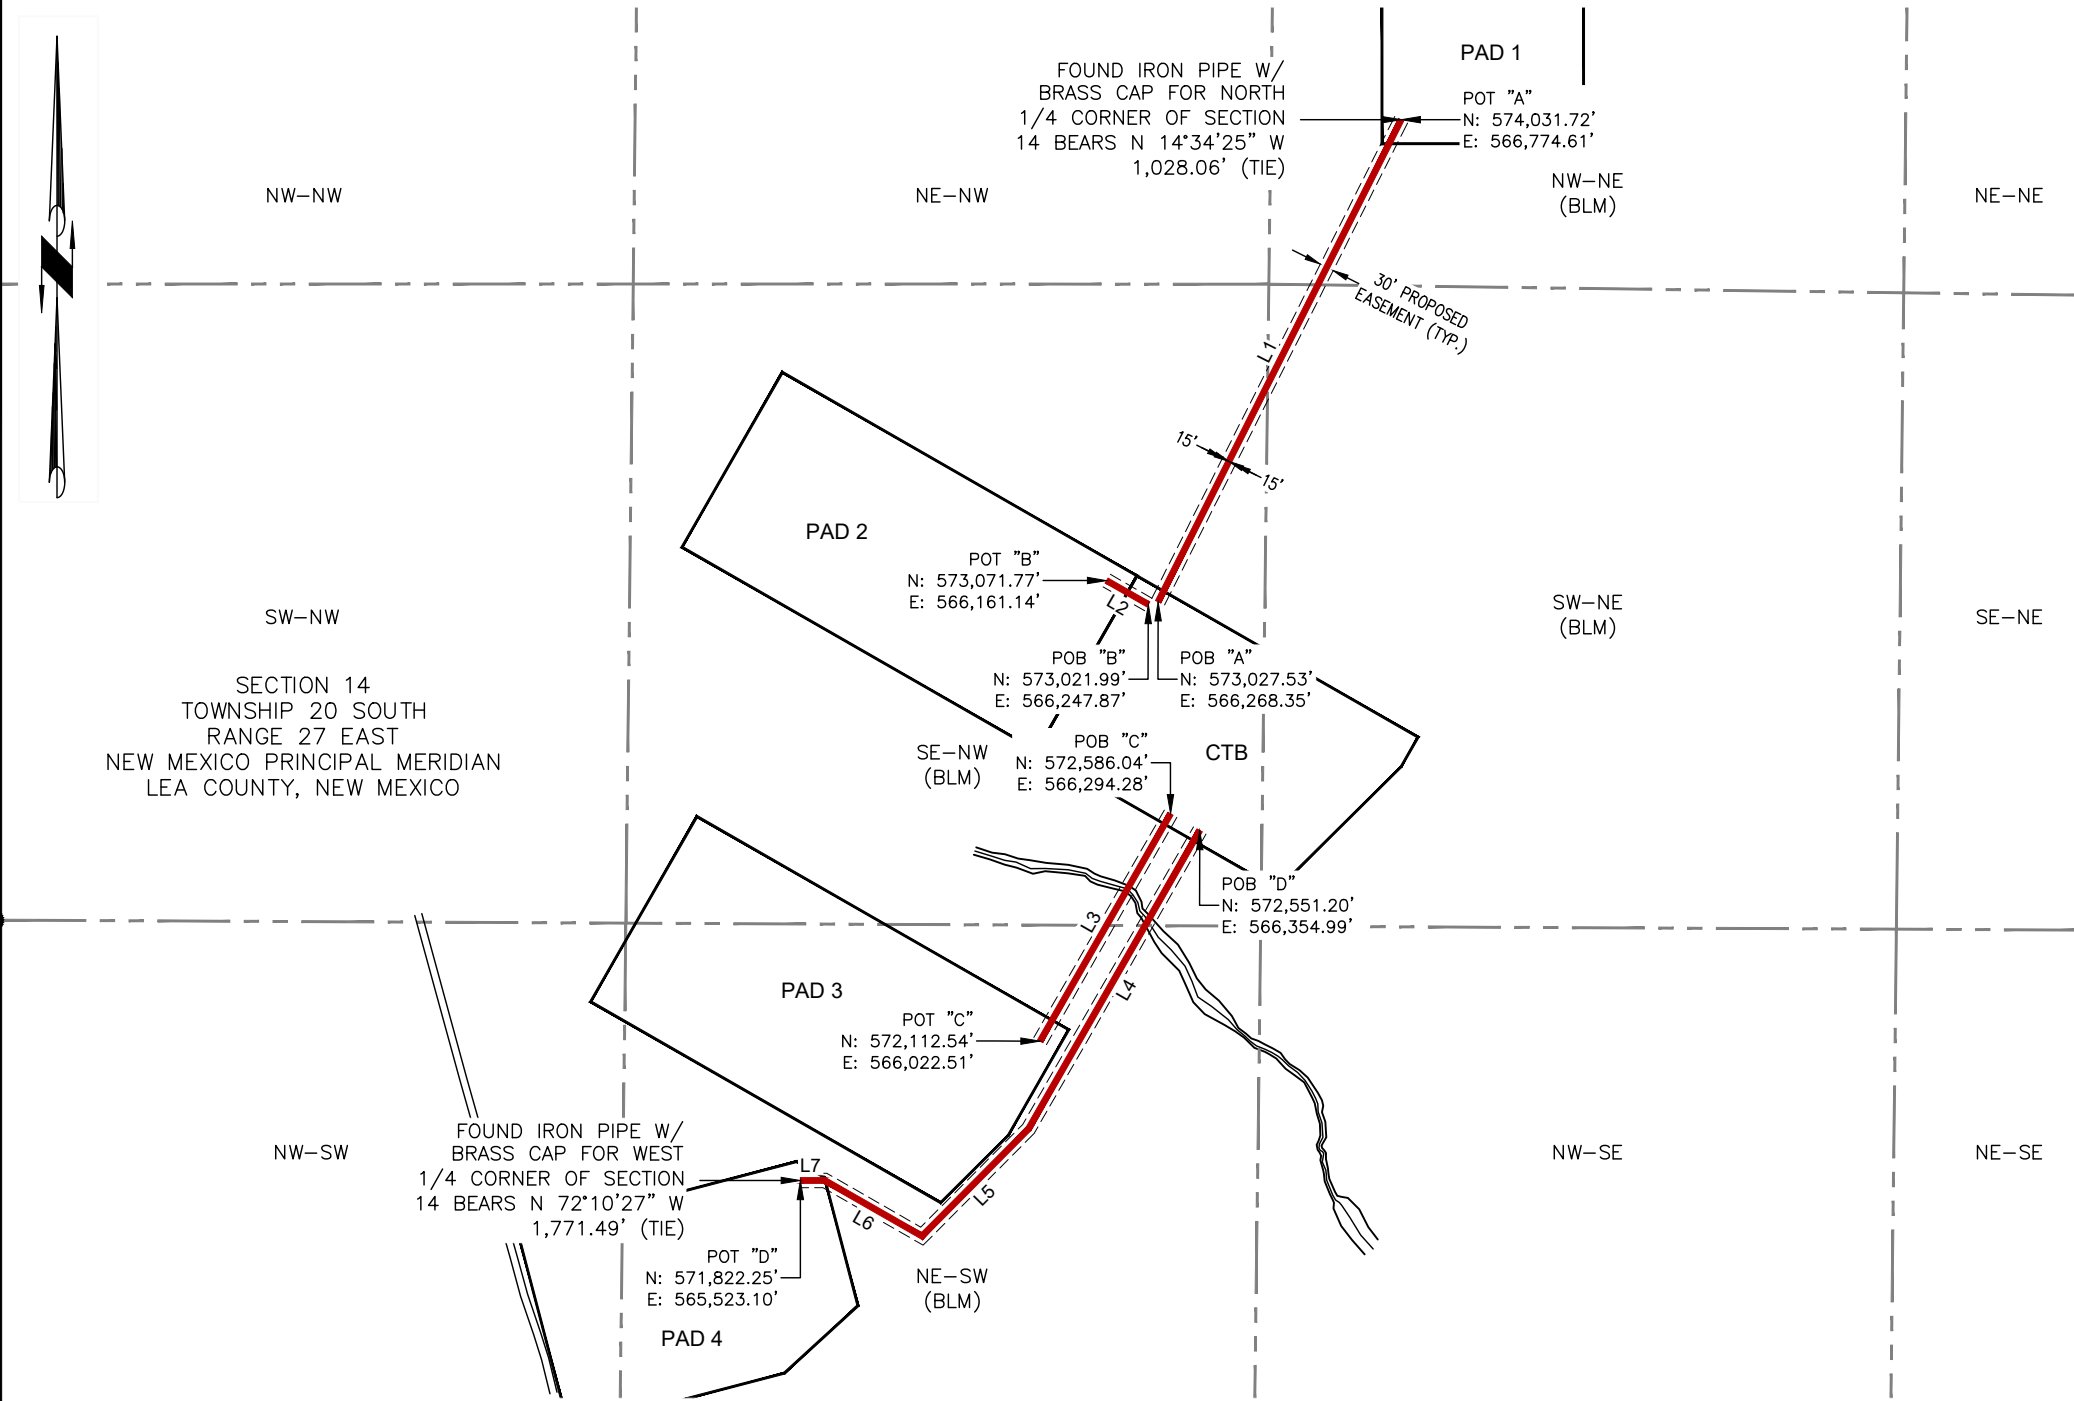 PAD 1
FOUND IRON PIPE W/
BRASS CAP FOR NORTH
1/4 CORNER OF SECTION
14 BEARS N 14°34'25" W
1,028.06' (TIE)
POT "A"
N: 574,031.72'
E: 566,774.61'
NW-NW
NE-NW
NW-NE
(BLM)
NE-NE
N
30' PROPOSED
EASEMENT (TYP.)
L1
15'
15'
PAD 2
POT "B"
N: 573,071.77'
E: 566,161.14'
L2
SW-NW
SW-NE
(BLM)
SE-NE
POB "B"
N: 573,021.99'
E: 566,247.87'
POB "A"
N: 573,027.53'
E: 566,268.35'
SECTION 14
TOWNSHIP 20 SOUTH
RANGE 27 EAST
NEW MEXICO PRINCIPAL MERIDIAN
LEA COUNTY, NEW MEXICO
SE-NW
(BLM)
POB "C"
N: 572,586.04'
E: 566,294.28'
CTB
POB "D"
N: 572,551.20'
E: 566,354.99'
L3
L4
PAD 3
POT "C"
N: 572,112.54'
E: 566,022.51'
NW-SW
FOUND IRON PIPE W/
BRASS CAP FOR WEST
1/4 CORNER OF SECTION
14 BEARS N 72°10'27" W
1,771.49' (TIE)
L7
L6
L5
NW-SE
NE-SE
POT "D"
N: 571,822.25'
E: 565,523.10'
NE-SW
(BLM)
PAD 4